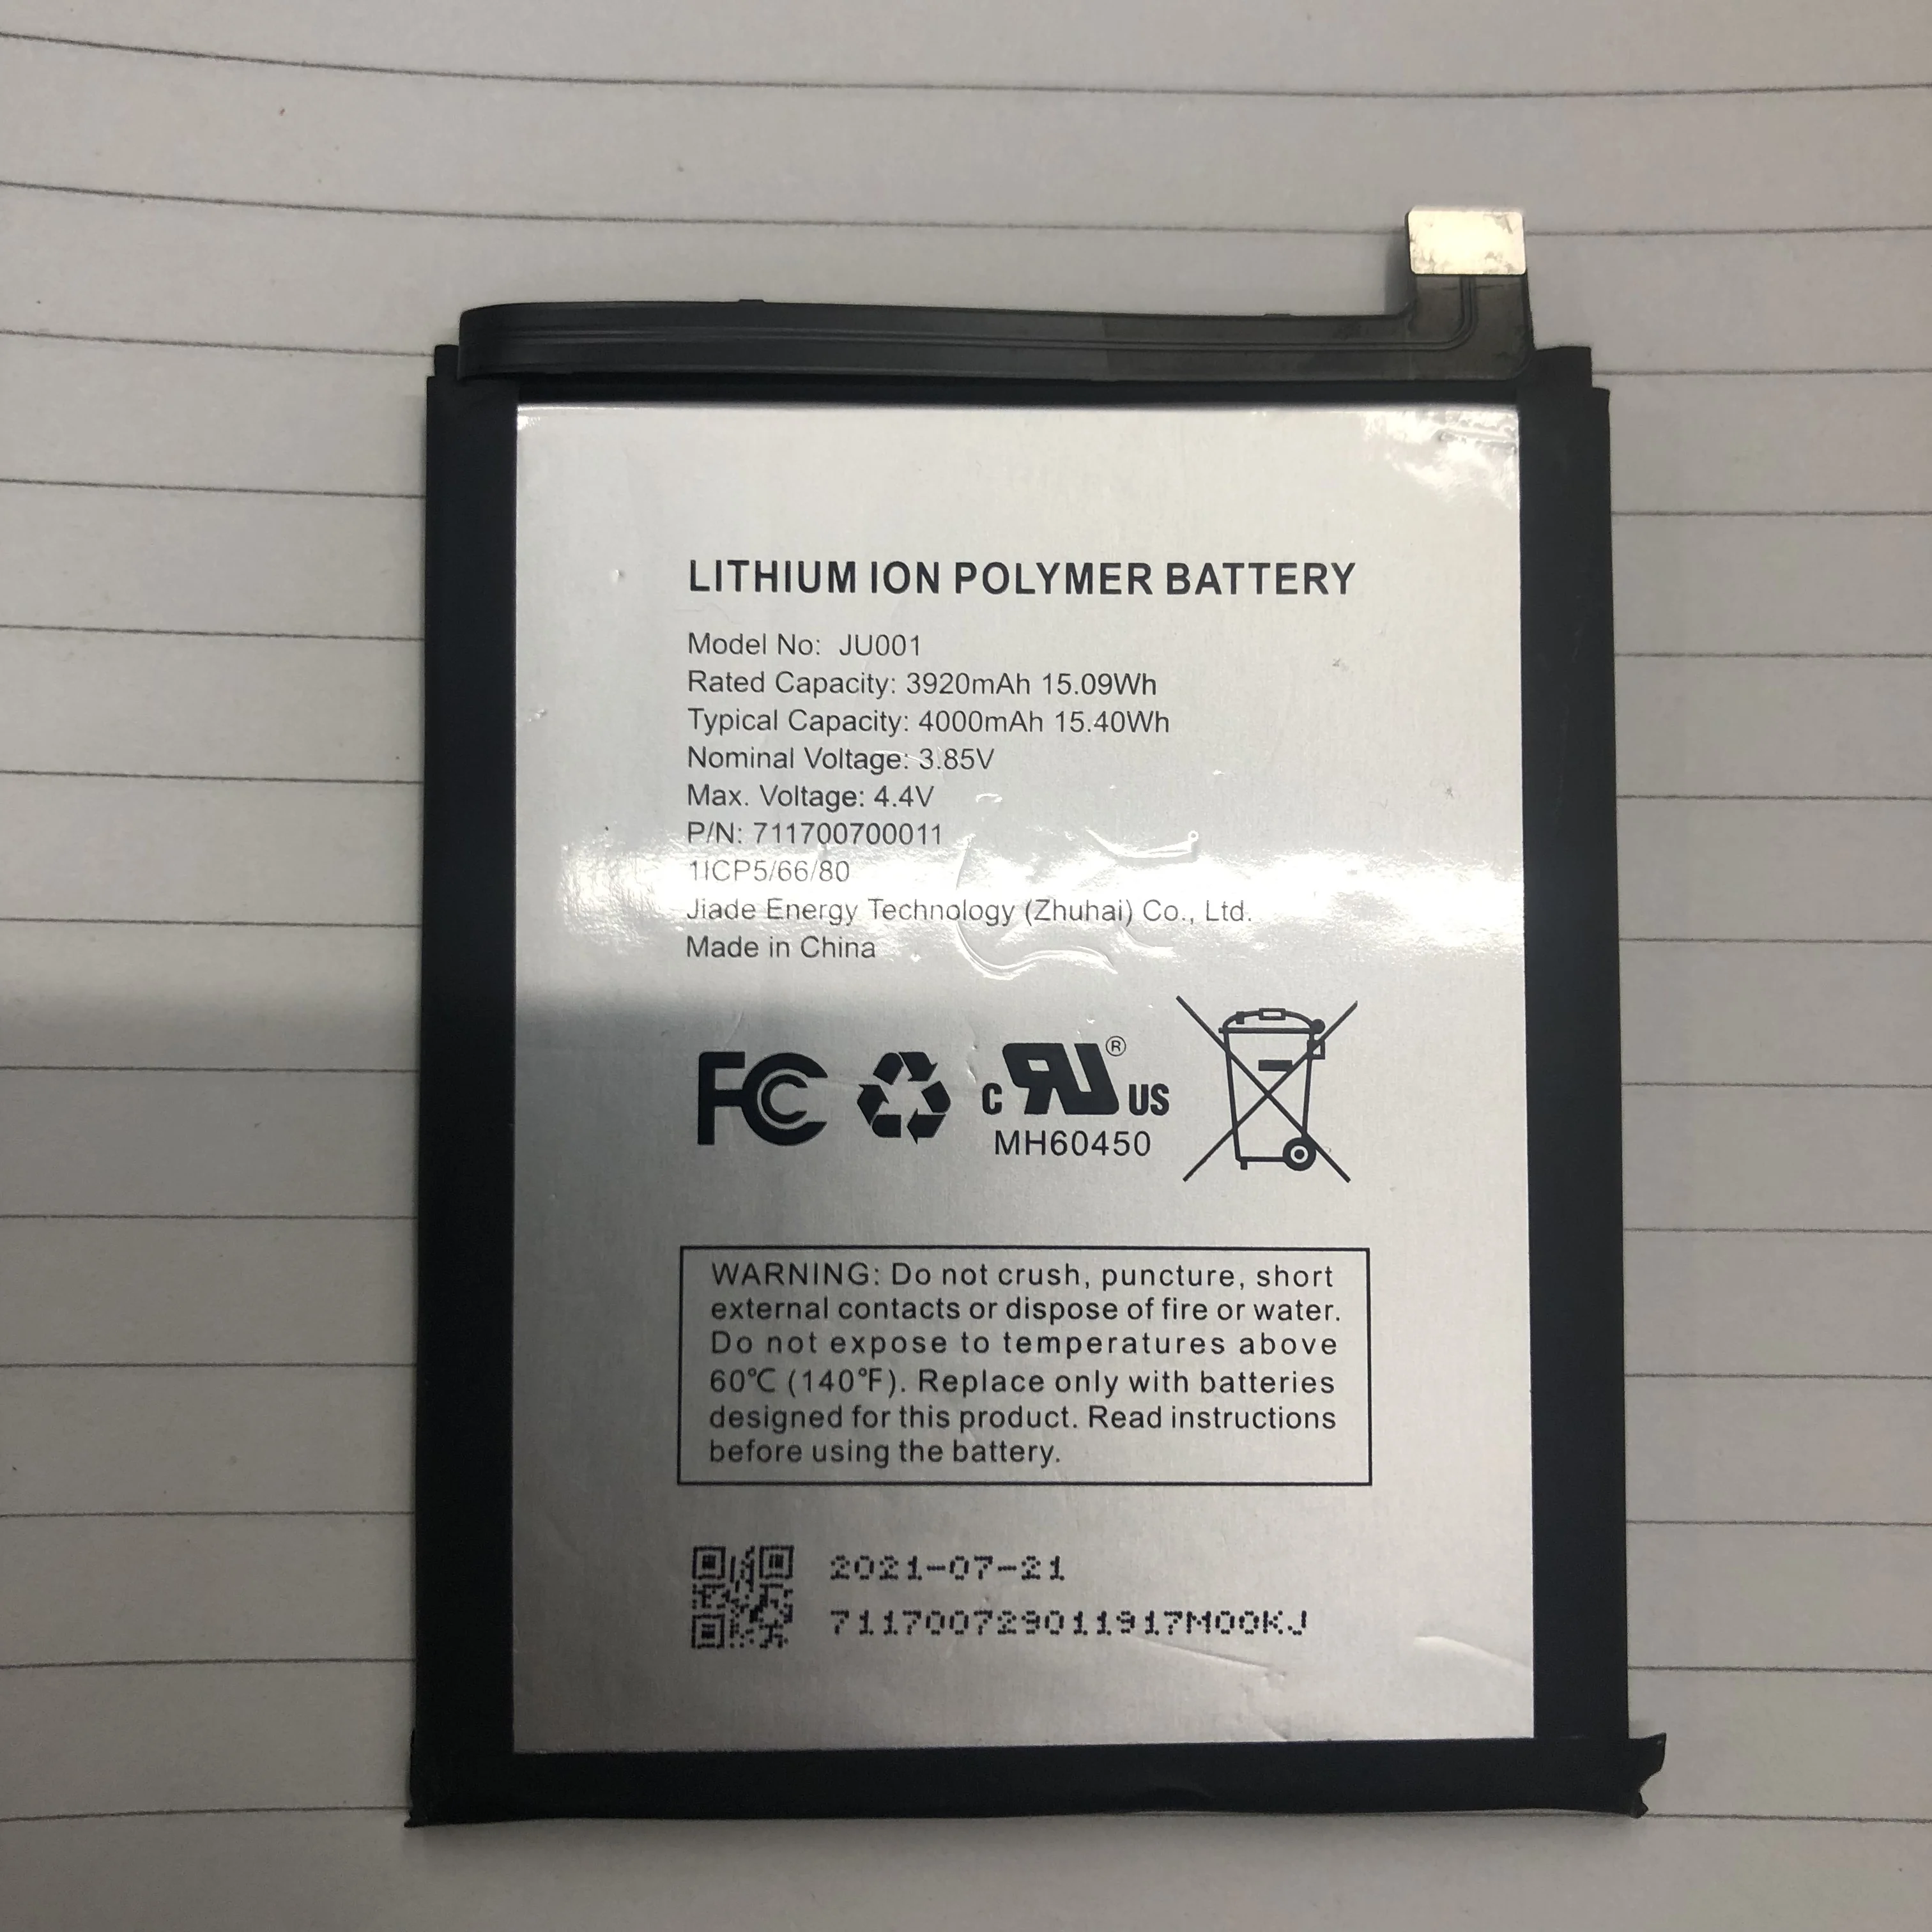 LITHIUM ION POLYMER BATTERY
Model No: JU001
Rated Capacity: 3920mAh 15.09Wh
Typical Capacity: 4000mAh 15.40Wh
Nominal Voltage: 3.85V
Max. Voltage: 4.4V
P/N: 711700700011
1ICP5/66/80
Jiade Energy Technology (Zhuhai) Co., Ltd.
Made in China
FC c RU ® US
MH60450
WARNING: Do not crush, puncture, short
external contacts or dispose of fire or water.
Do not expose to temperatures above
60℃ (140℉). Replace only with batteries
designed for this product. Read instructions
before using the battery.
2021-07-21
711700729011917M00KJ